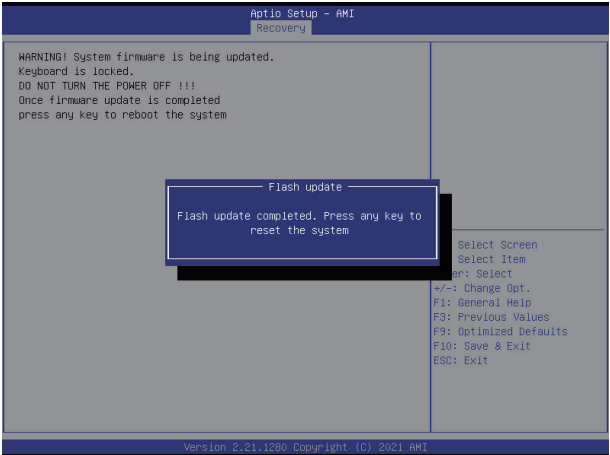 Aptio Setup – AMI
Recovery
WARNING! System firmware is being updated.
Keyboard is locked.
DO NOT TURN THE POWER OFF !!!
Once firmware update is completed
press any key to reboot the system
Flash update
Flash update completed. Press any key to
reset the system
Select Screen
Select Item
er: Select
+/-: Change Opt.
F1: General Help
F3: Previous Values
F9: Optimized Defaults
F10: Save & Exit
ESC: Exit
Version 2.21.1280 Copyright (C) 2021 AMI